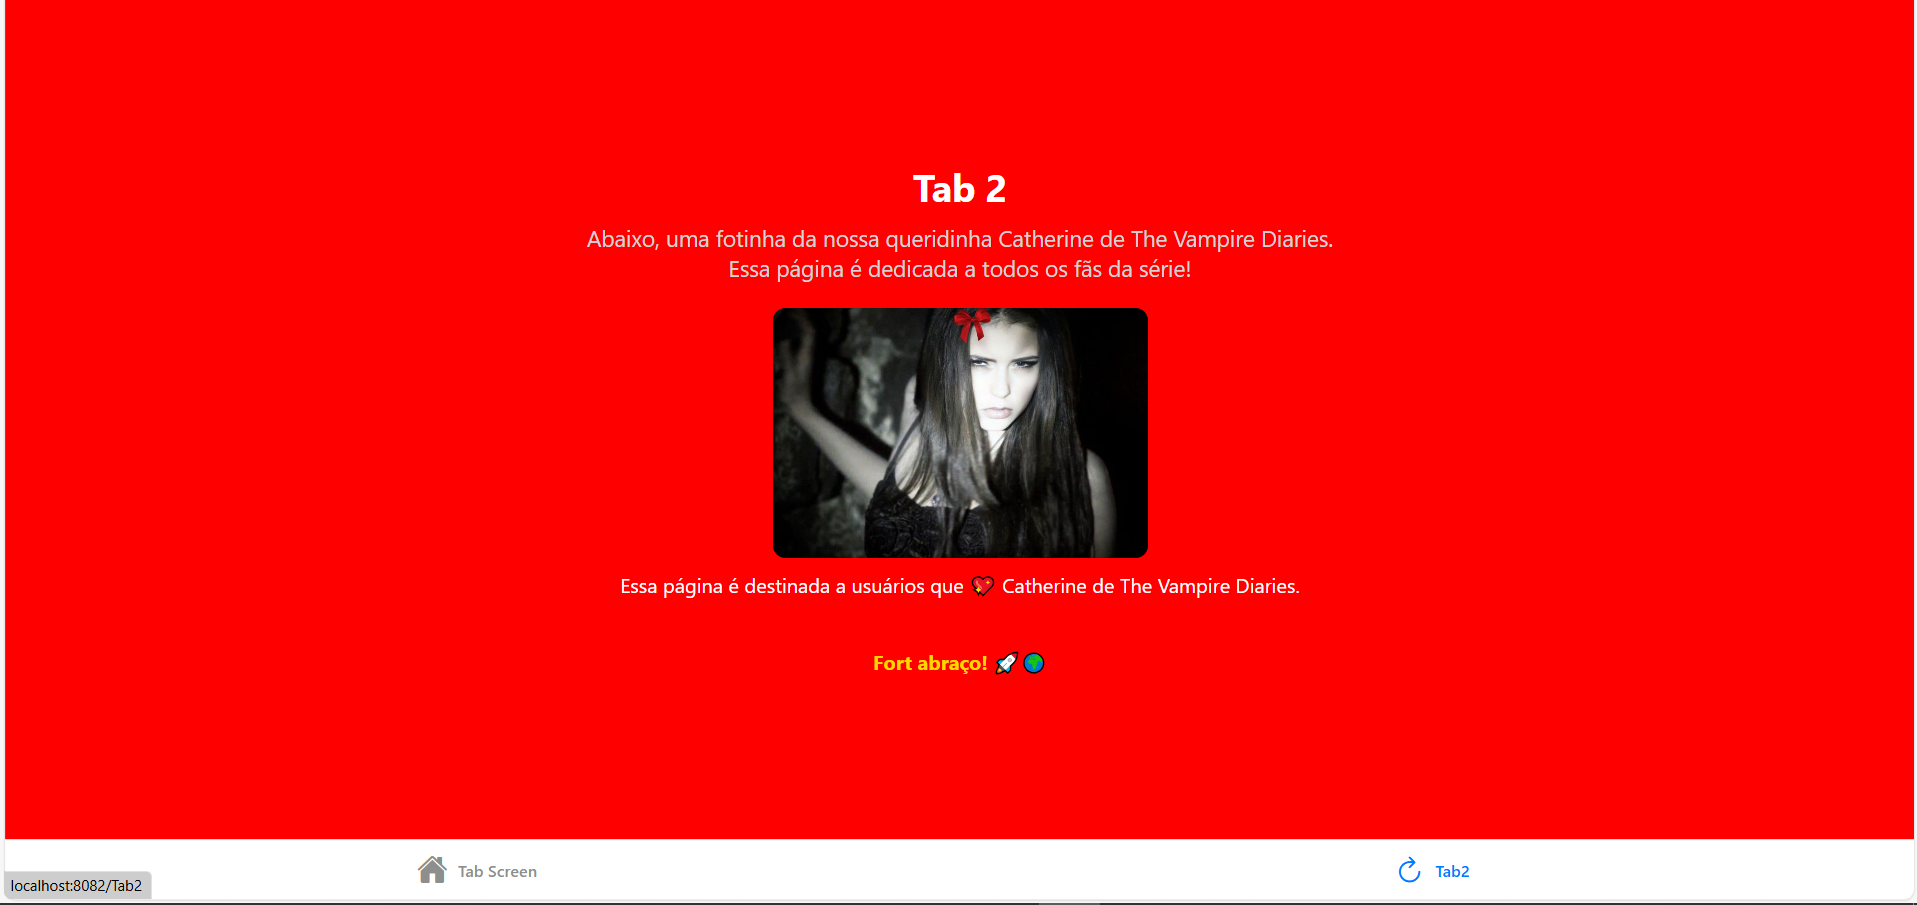 Tab 2
Abaixo, uma fotinha da nossa queridinha Catherine de The Vampire Diaries.
Essa página é dedicada a todos os fãs da série!
Essa página é destinada a usuários que 💖 Catherine de The Vampire Diaries.
Fort abraço! 🚀🌍
Tab Screen
Tab2
localhost:8082/Tab2